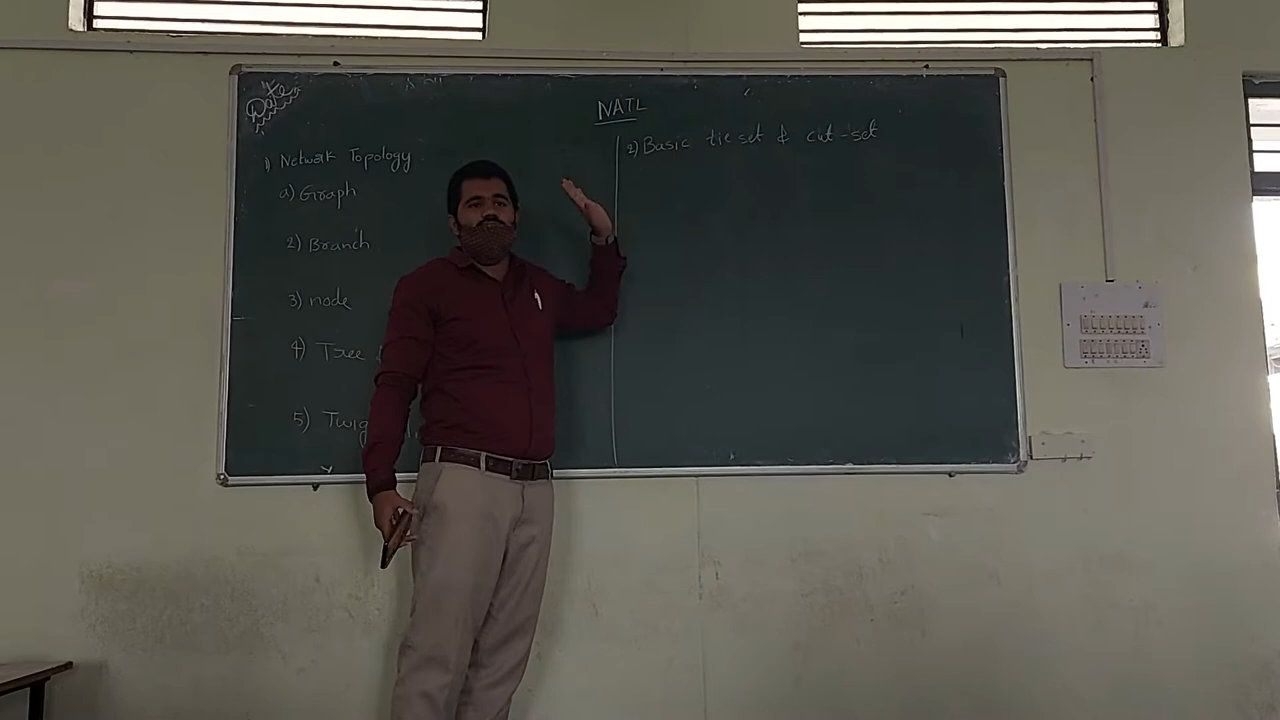 Date
NATL
1) Netwak Topology
a) Graph
2) Branch
3) node
4) Tree
5) Twig
2) Basic tie set & cut-set